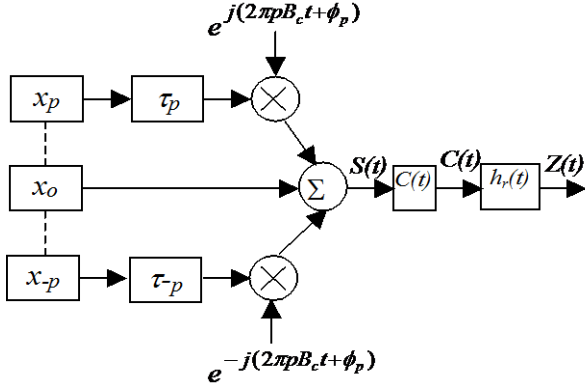 e^{j(2πpB_c t+ϕ_p)}
x_p
τ_p
x_o
Σ
S(t)
C(t)
C(t)
h_r(t)
Z(t)
x_{-p}
τ_{-p}
e^{-j(2πpB_c t+ϕ_p)}